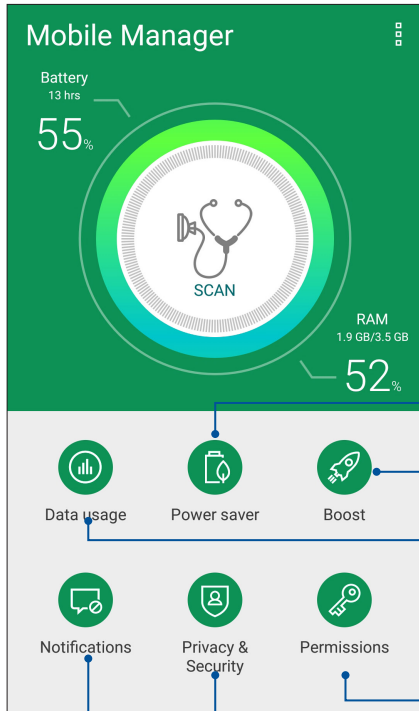 Mobile Manager
Battery
13 hrs
55%
SCAN
RAM
1.9 GB/3.5 GB
52%
Data usage
Power saver
Boost
Notifications
Privacy &
Security
Permissions